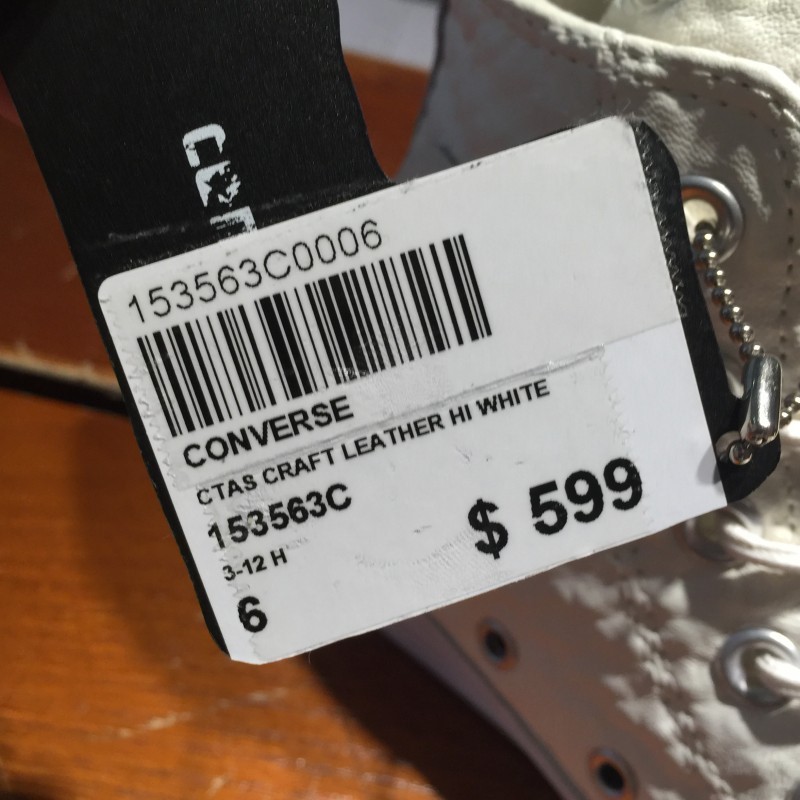 153563C0006
CONVERSE
CTAS CRAFT LEATHER HI WHITE
153563C
$ 599
3-12 H
6